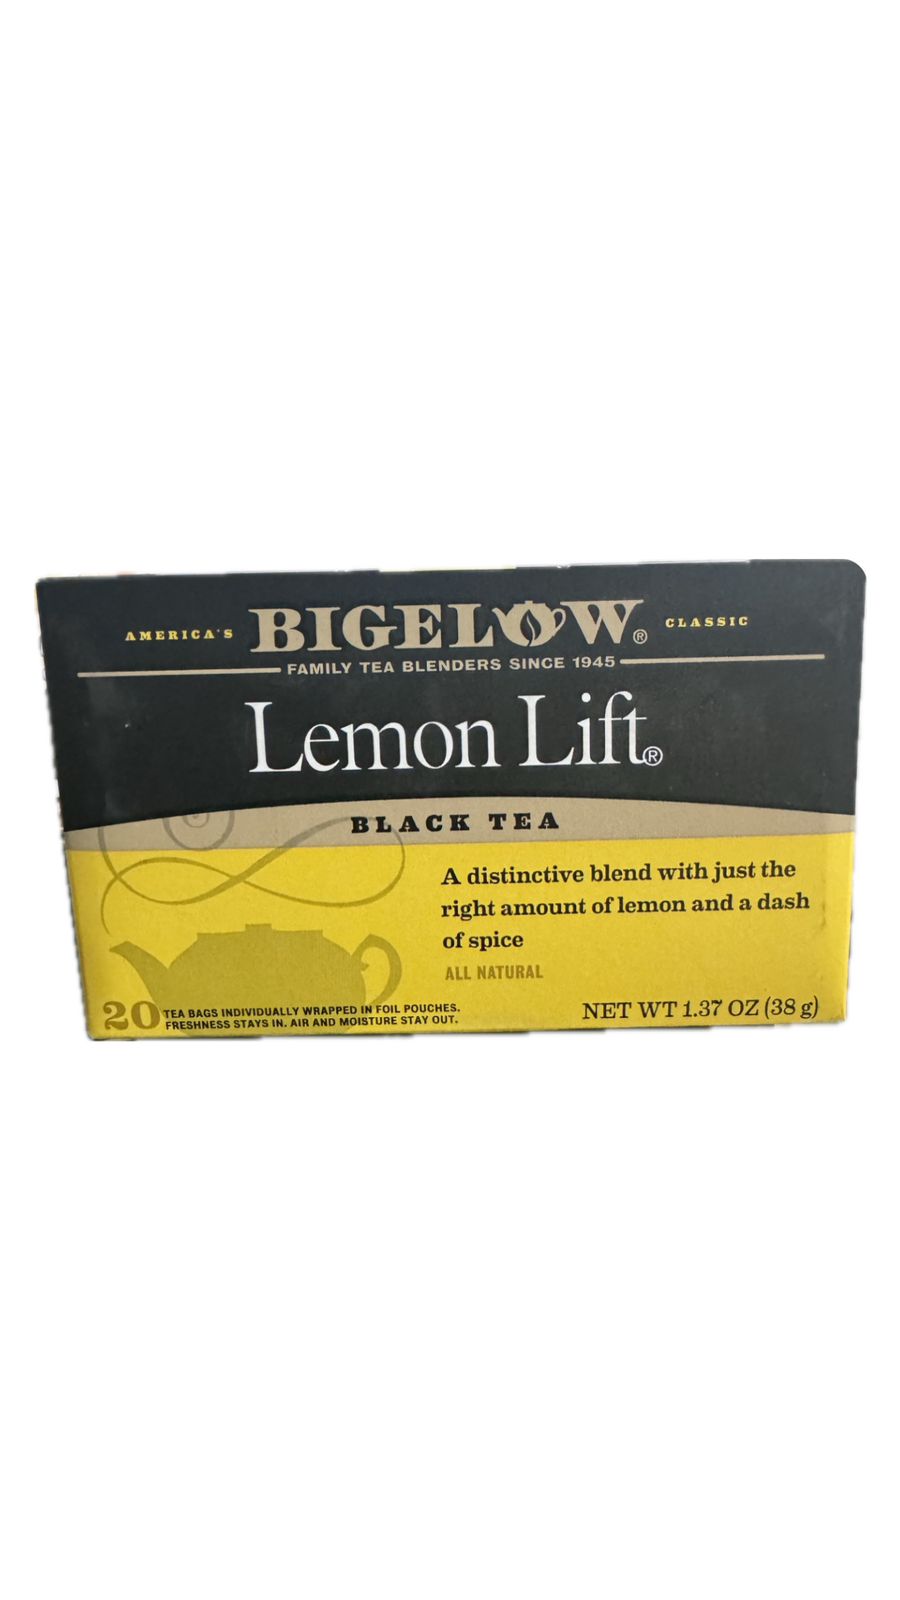 AMERICA'S BIGELOW® CLASSIC
FAMILY TEA BLENDERS SINCE 1945
Lemon Lift®
BLACK TEA
A distinctive blend with just the
right amount of lemon and a dash
of spice
ALL NATURAL
20 TEA BAGS INDIVIDUALLY WRAPPED IN FOIL POUCHES.
FRESHNESS STAYS IN. AIR AND MOISTURE STAY OUT.
NET WT 1.37 OZ (38 g)